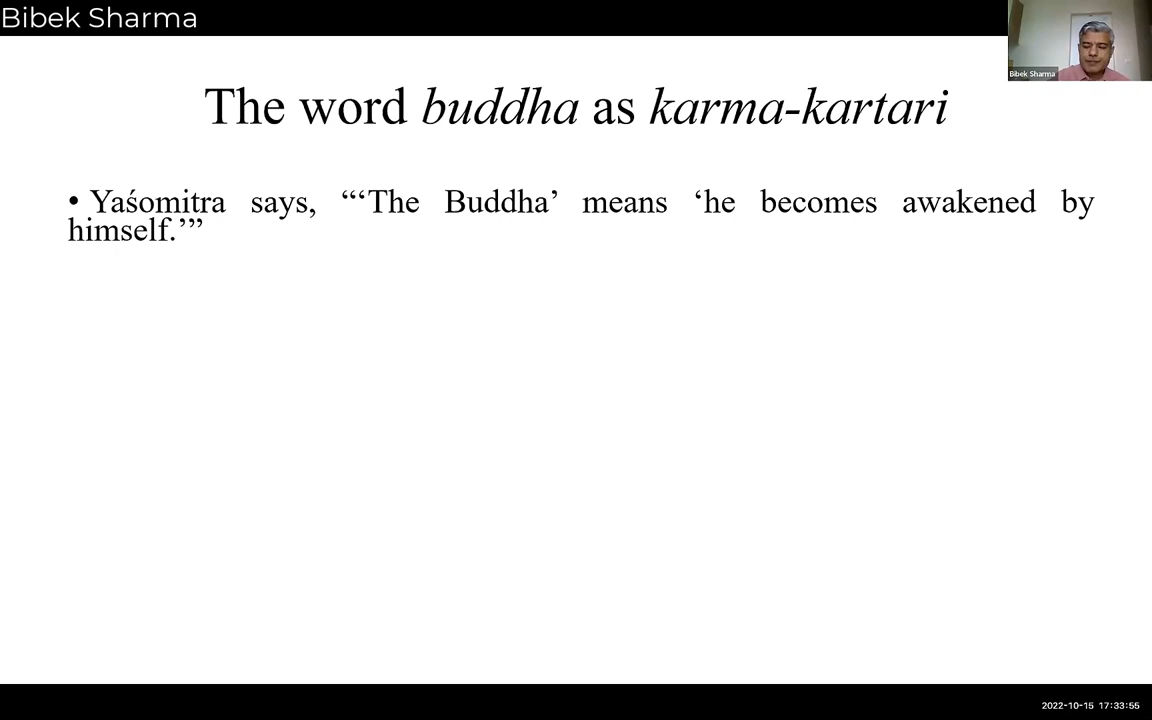 Bibek Sharma
Bibek Sharma
The word buddha as karma-kartari
• Yaśomitra says, “‘The Buddha’ means ‘he becomes awakened by
himself.’”
2022-10-15 17:33:55